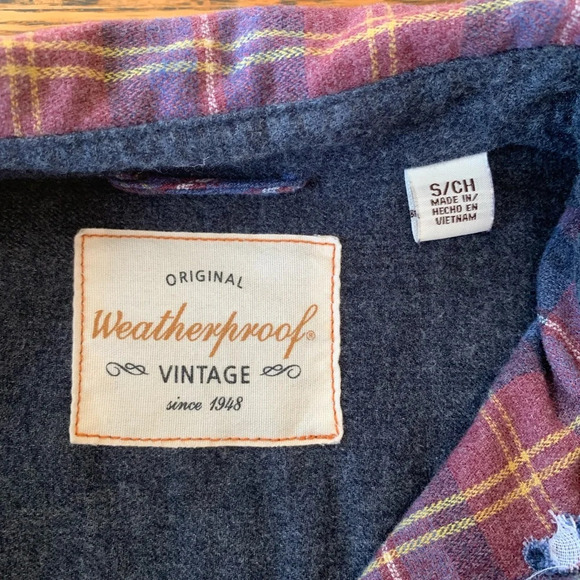 ORIGINAL
Weatherproof®
VINTAGE
since 1948
S/CH
MADE IN/
HECHO EN
VIETNAM